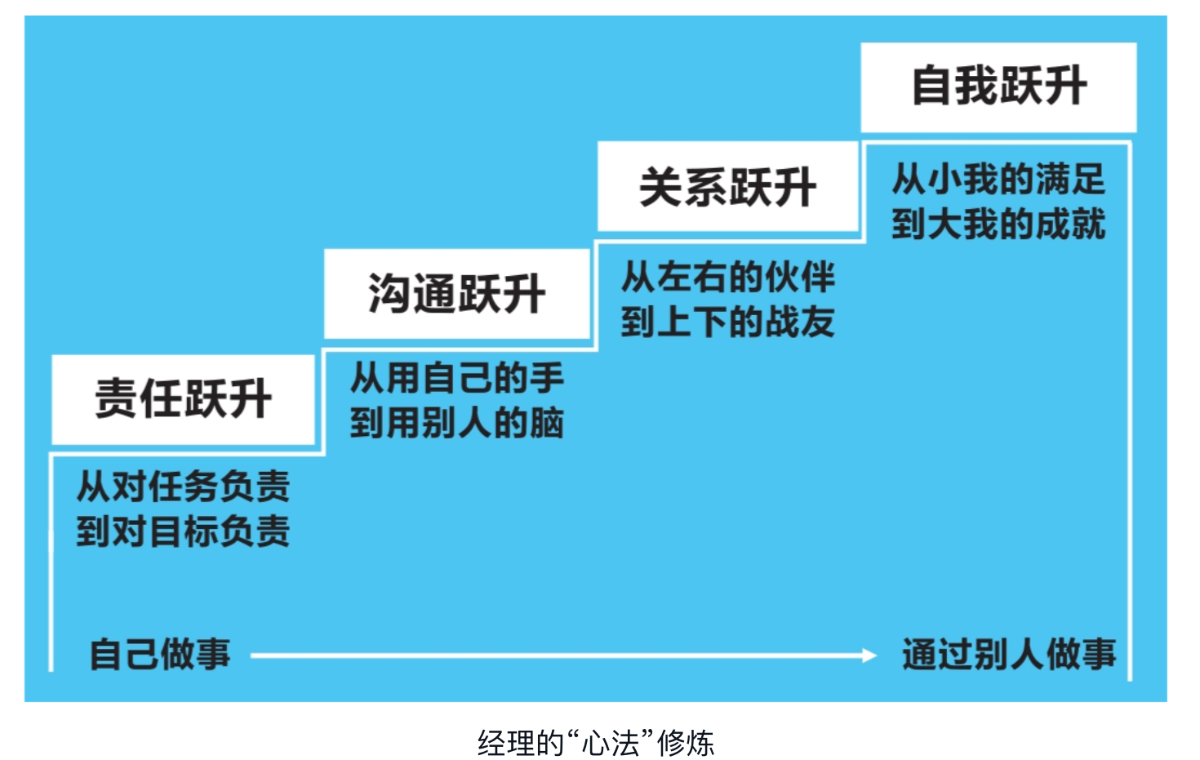 自我跃升
从小我的满足
到大我的成就
关系跃升
从左右的伙伴
到上下的战友
沟通跃升
从用自己的手
到用别人的脑
责任跃升
从对任务负责
到对目标负责
自己做事
通过别人做事
经理的“心法”修炼